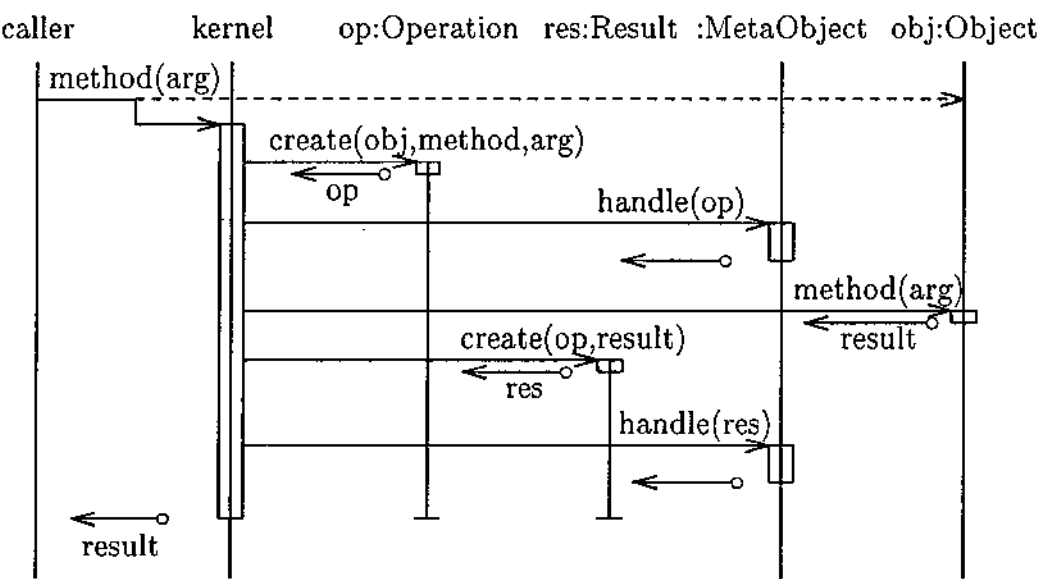 caller kernel op:Operation res:Result :MetaObject obj:Object
method(arg)
create(obj,method,arg)
op
handle(op)
method(arg)
result
create(op,result)
res
handle(res)
result